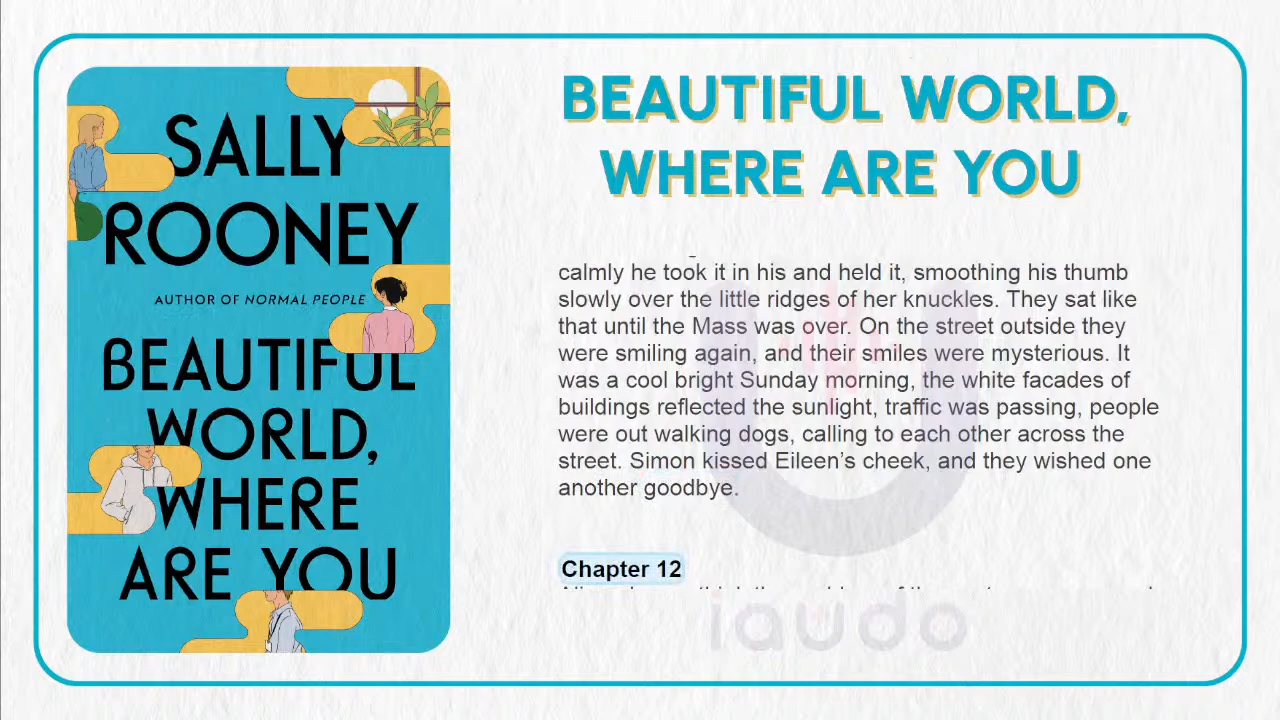 SALLY
ROONEY
AUTHOR OF NORMAL PEOPLE
BEAUTIFUL
WORLD,
WHERE
ARE YOU
BEAUTIFUL WORLD,
WHERE ARE YOU
calmly he took it in his and held it, smoothing his thumb
slowly over the little ridges of her knuckles. They sat like
that until the Mass was over. On the street outside they
were smiling again, and their smiles were mysterious. It
was a cool bright Sunday morning, the white facades of
buildings reflected the sunlight, traffic was passing, people
were out walking dogs, calling to each other across the
street. Simon kissed Eileen’s cheek, and they wished one
another goodbye.
Chapter 12
iaudo